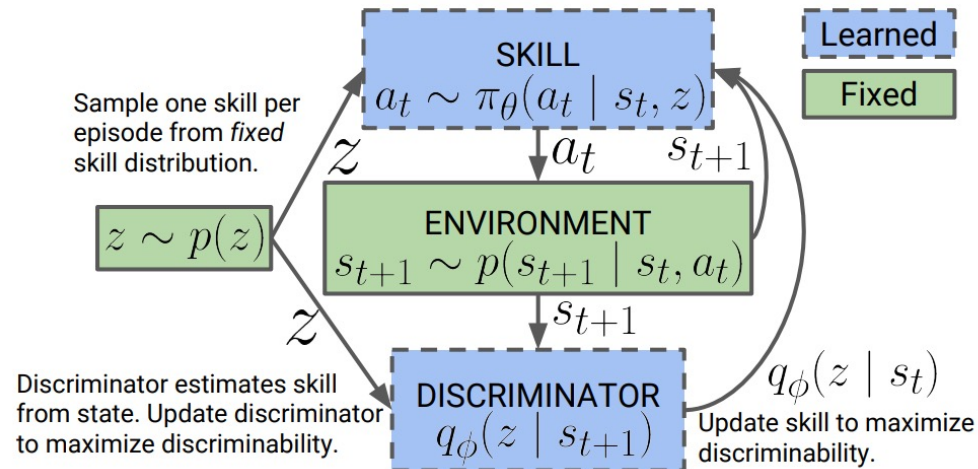 SKILL
a_t ∼ π_θ(a_t | s_t, z)
Learned
Fixed
Sample one skill per
episode from fixed
skill distribution.
z
a_t
s_{t+1}
z ∼ p(z)
ENVIRONMENT
s_{t+1} ∼ p(s_{t+1} | s_t, a_t)
z
s_{t+1}
Discriminator estimates skill
from state. Update discriminator
to maximize discriminability.
DISCRIMINATOR
q_ϕ(z | s_{t+1})
q_ϕ(z | s_t)
Update skill to maximize
discriminability.